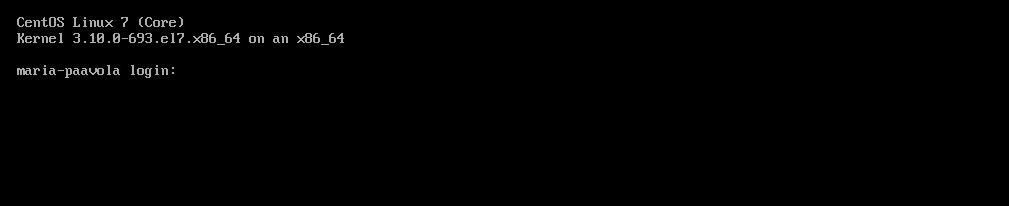 CentOS Linux 7 (Core)
Kernel 3.10.0-693.el7.x86_64 on an x86_64
maria-paavola login: